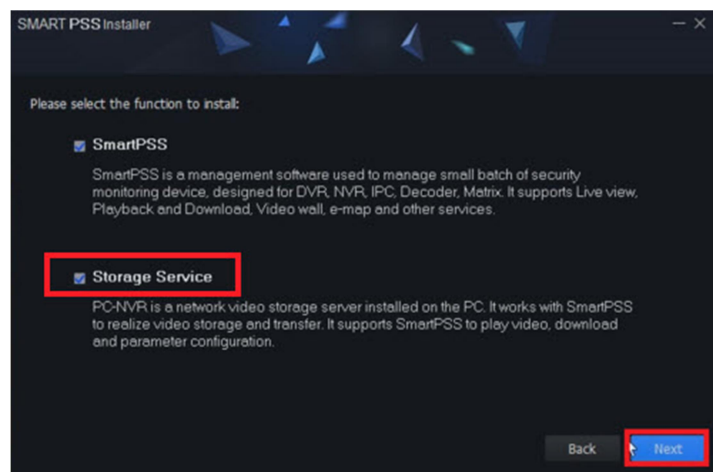 SMART PSS Installer
Please select the function to install:
SmartPSS
SmartPSS is a management software used to manage small batch of security
monitoring device, designed for DVR, NVR, IPC, Decoder, Matrix. It supports Live view,
Playback and Download, Video wall, e-map and other services.
Storage Service
PC-NVR is a network video storage server installed on the PC. It works with SmartPSS
to realize video storage and transfer. It supports SmartPSS to play video, download
and parameter configuration.
Back Next